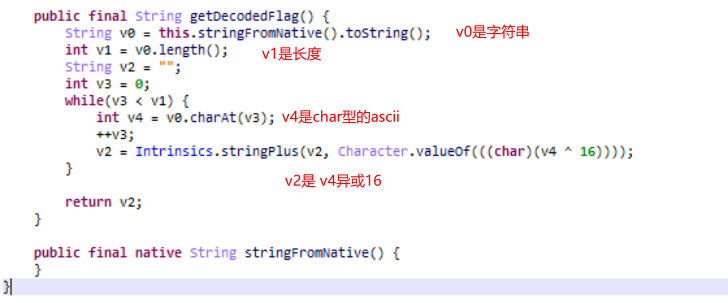 public final String getDecodedFlag() {
String v0 = this.stringFromNative().toString(); v0是字符串
int v1 = v0.length(); v1是长度
String v2 = "";
int v3 = 0;
while(v3 < v1) {
int v4 = v0.charAt(v3); v4是char型的ascii
++v3;
v2 = Intrinsics.stringPlus(v2, Character.valueOf(((char)(v4 ^ 16))));
}
v2是 v4异或16
return v2;
}
public final native String stringFromNative() {
}
}